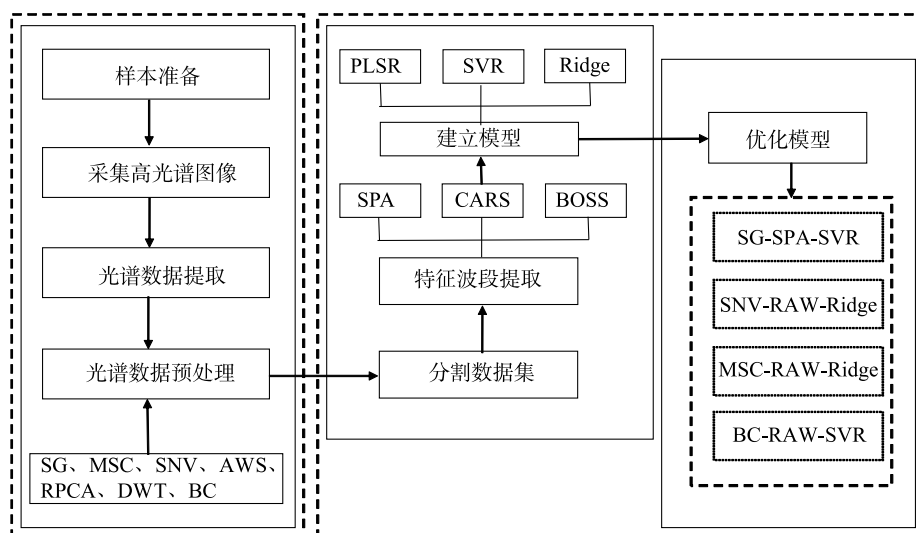 样本准备
采集高光谱图像
光谱数据提取
光谱数据预处理
SG、MSC、SNV、AWS、
RPCA、DWT、BC
PLSR
SVR
Ridge
建立模型
SPA
CARS
BOSS
特征波段提取
分割数据集
优化模型
SG-SPA-SVR
SNV-RAW-Ridge
MSC-RAW-Ridge
BC-RAW-SVR